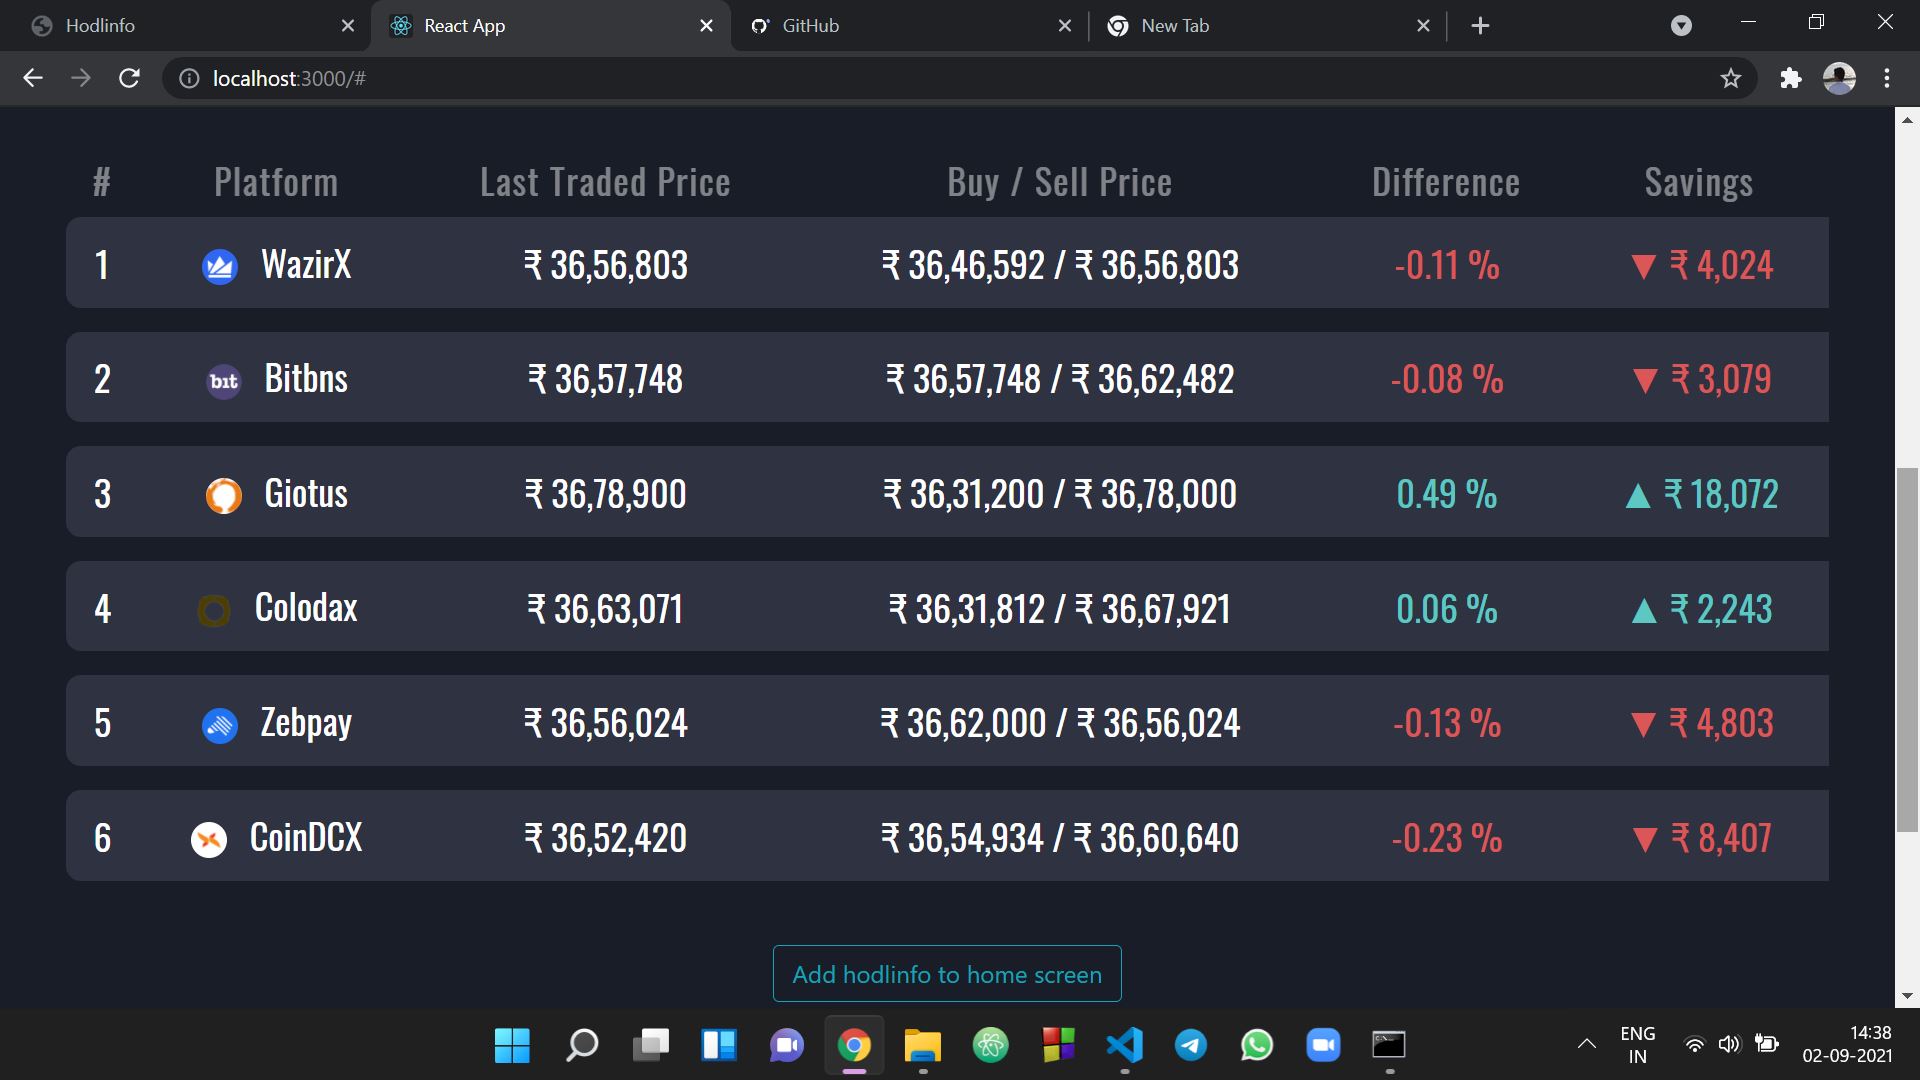 Hodlinfo React App GitHub New Tab
localhost:3000/#
# Platform Last Traded Price Buy / Sell Price Difference Savings
1 WazirX ₹ 36,56,803 ₹ 36,46,592 / ₹ 36,56,803 -0.11 % ▼ ₹ 4,024
2 bıt Bitbns ₹ 36,57,748 ₹ 36,57,748 / ₹ 36,62,482 -0.08 % ▼ ₹ 3,079
3 Giotus ₹ 36,78,900 ₹ 36,31,200 / ₹ 36,78,000 0.49 % ▲ ₹ 18,072
4 Colodax ₹ 36,63,071 ₹ 36,31,812 / ₹ 36,67,921 0.06 % ▲ ₹ 2,243
5 Zebpay ₹ 36,56,024 ₹ 36,62,000 / ₹ 36,56,024 -0.13 % ▼ ₹ 4,803
6 CoinDCX ₹ 36,52,420 ₹ 36,54,934 / ₹ 36,60,640 -0.23 % ▼ ₹ 8,407
Add hodlinfo to home screen
ENG 14:38
IN 02-09-2021